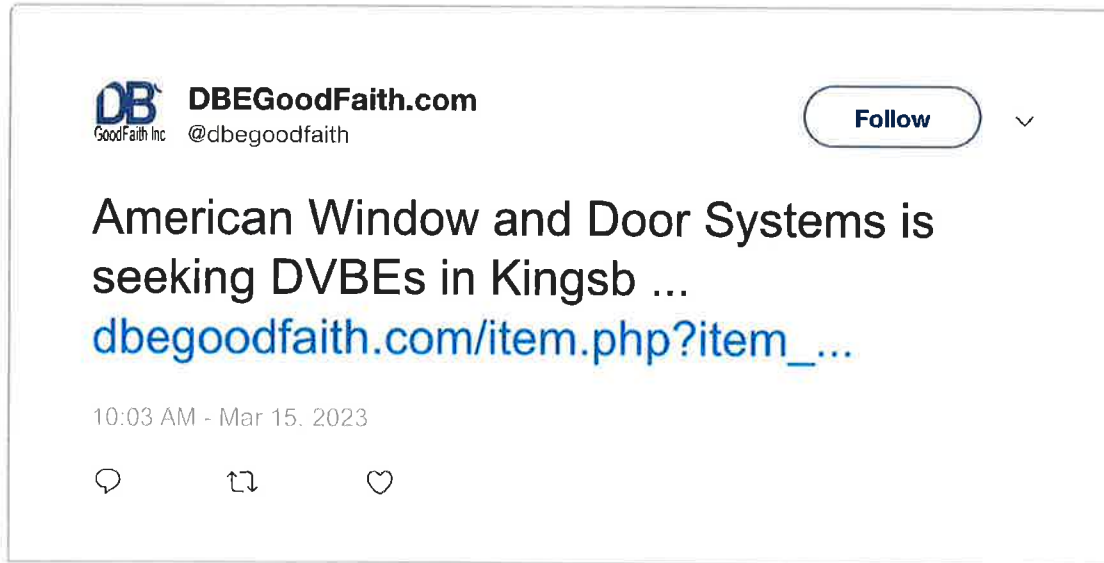 DB
GoodFaith Inc
DBEGoodFaith.com
@dbegoodfaith
Follow
American Window and Door Systems is
seeking DVBEs in Kingsb ...
dbegoodfaith.com/item.php?item_...
10:03 AM - Mar 15. 2023